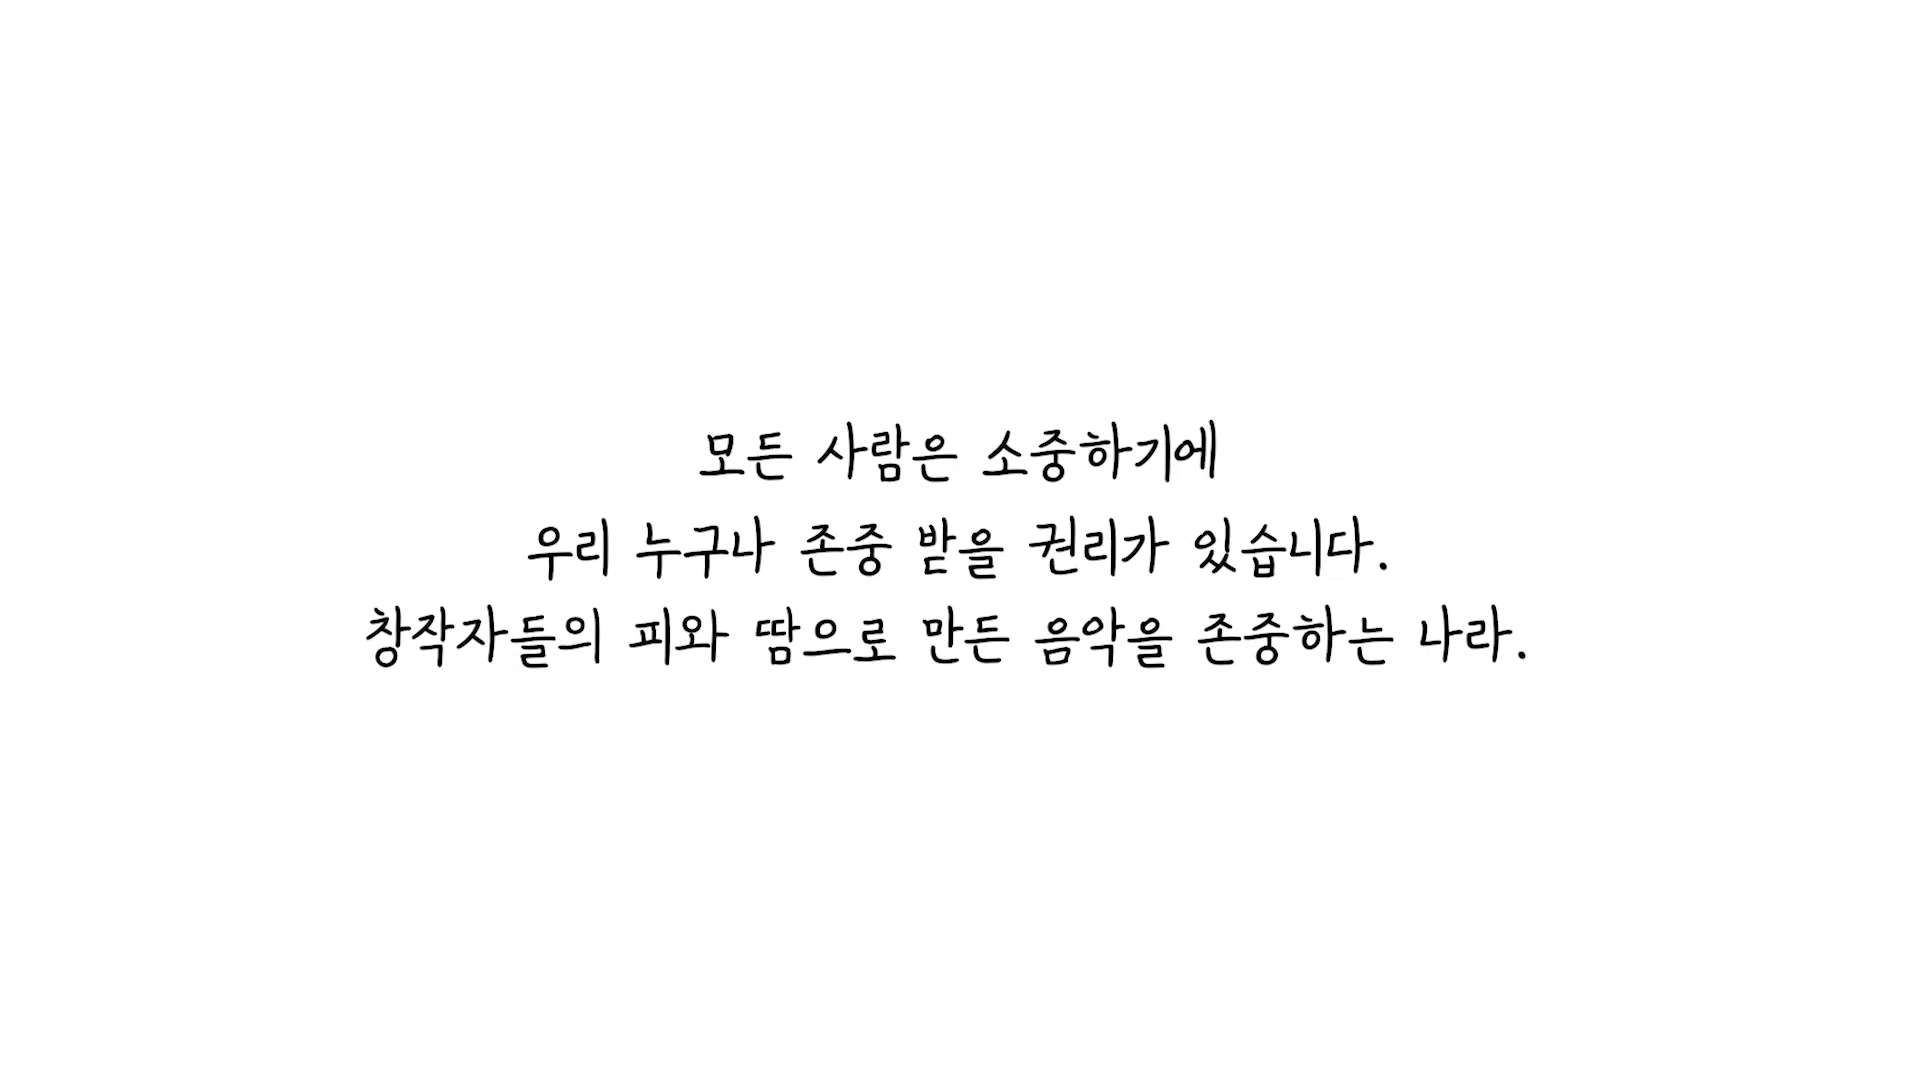 모든 사람은 소중하기에
우리 누구나 존중 받을 권리가 있습니다.
창작자들의 피와 땀으로 만든 음악을 존중하는 나라.